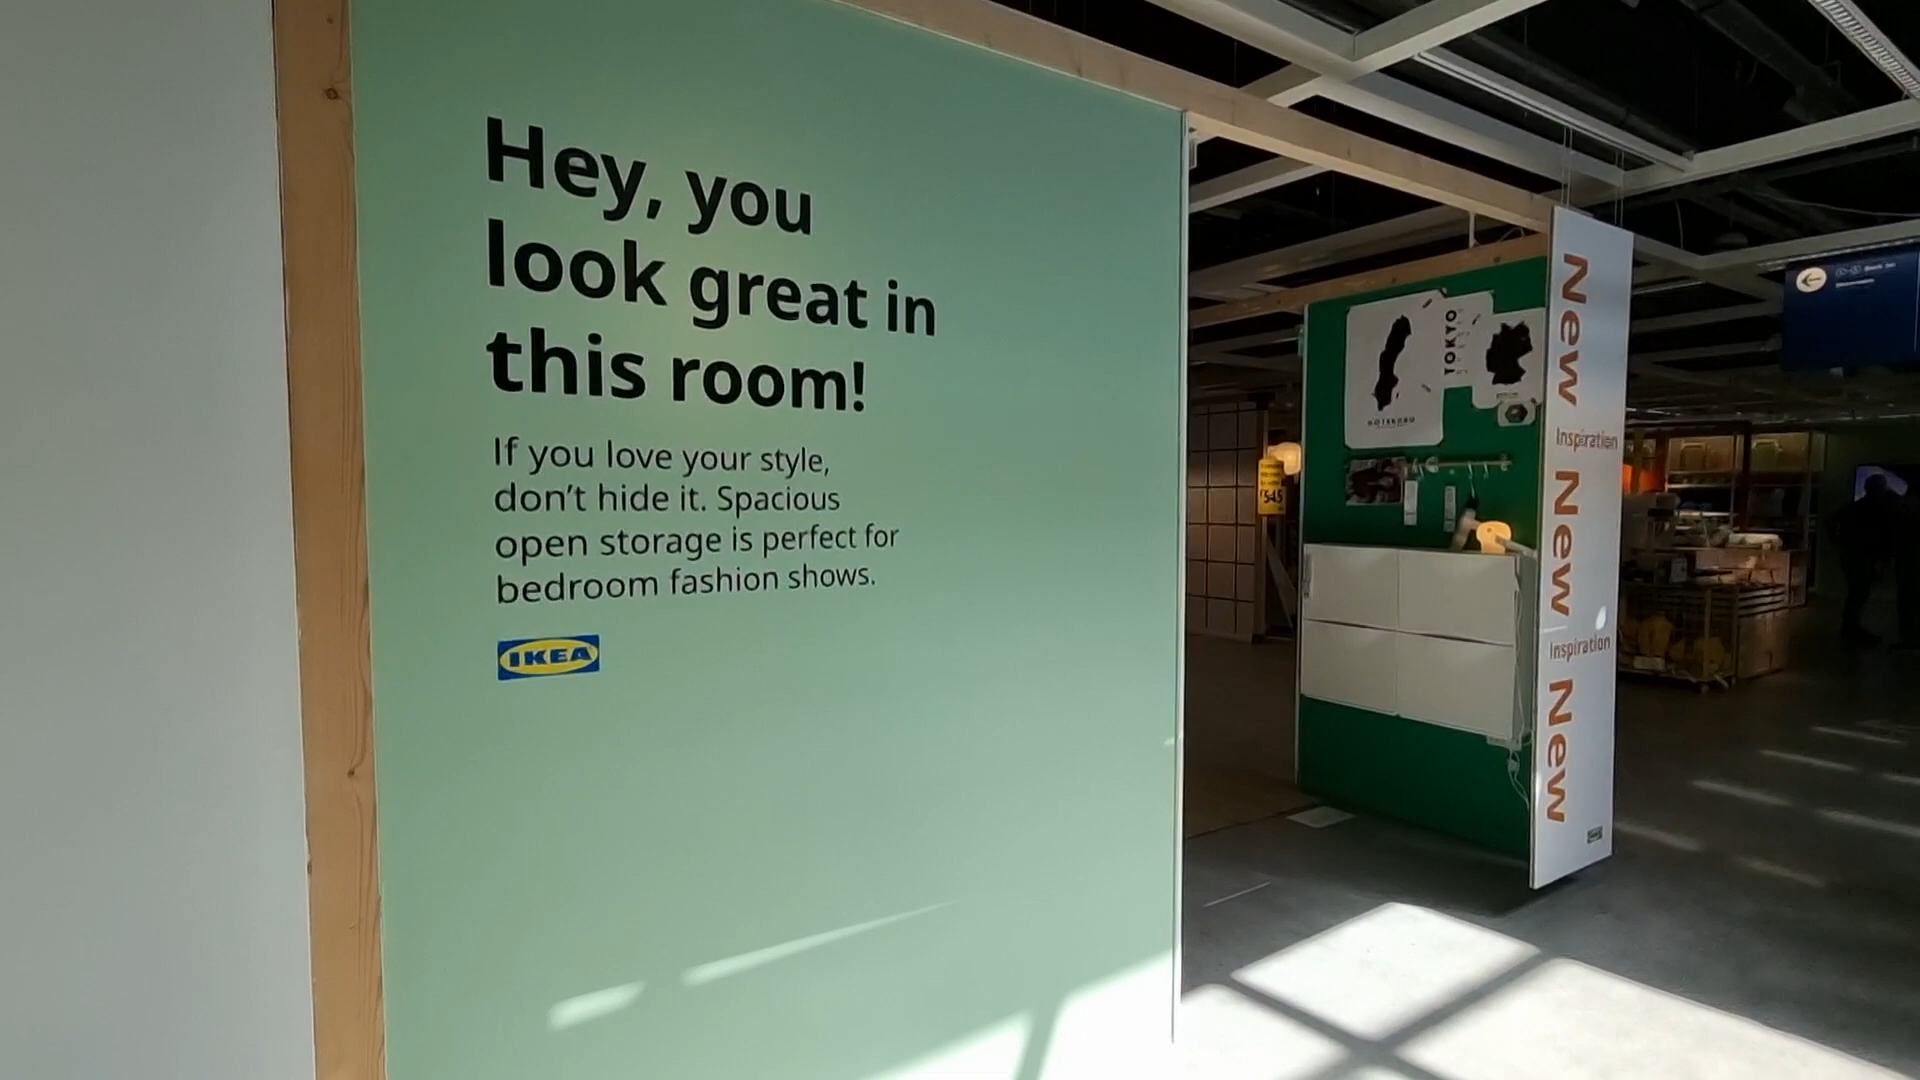 Hey, you
look great in
this room!
If you love your style,
don't hide it. Spacious
open storage is perfect for
bedroom fashion shows.
IKEA
TOKYO
New
Inspiration
New
Inspiration
New
IKEA